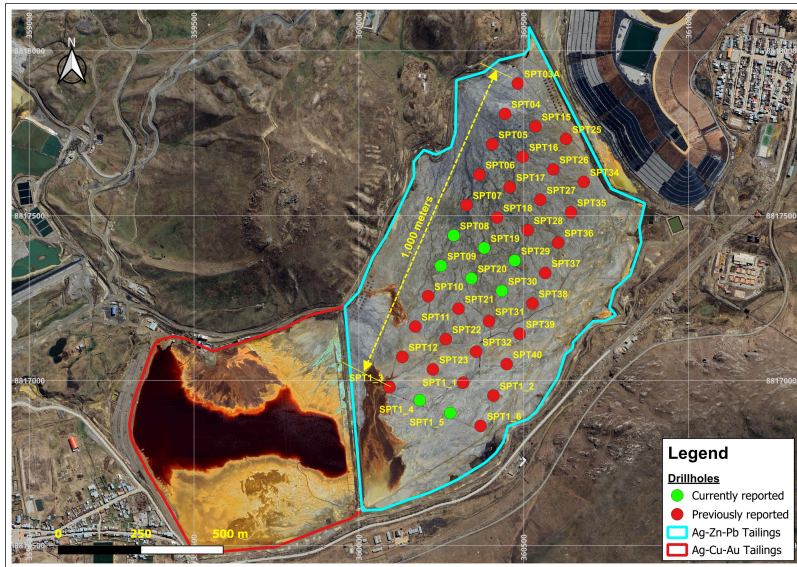 359000
359500
360000
360500
361000
N
8818000
8817500
8817000
8816500
SPT03A
SPT04
SPT15
SPT25
SPT05
SPT16
SPT06
SPT26
SPT34
SPT17
SPT07
SPT27
SPT35
SPT18
SPT08
SPT28
SPT36
SPT19
SPT09
SPT29
SPT37
SPT20
SPT10
SPT30
SPT38
SPT21
SPT11
SPT31
SPT39
SPT22
SPT12
SPT32
SPT40
SPT23
SPT1_3
SPT1_1
SPT1_2
SPT1_4
SPT1_5
SPT1_6
1,000 meters
0 250 500 m
Legend
Drillholes
Currently reported
Previously reported
Ag-Zn-Pb Tailings
Ag-Cu-Au Tailings